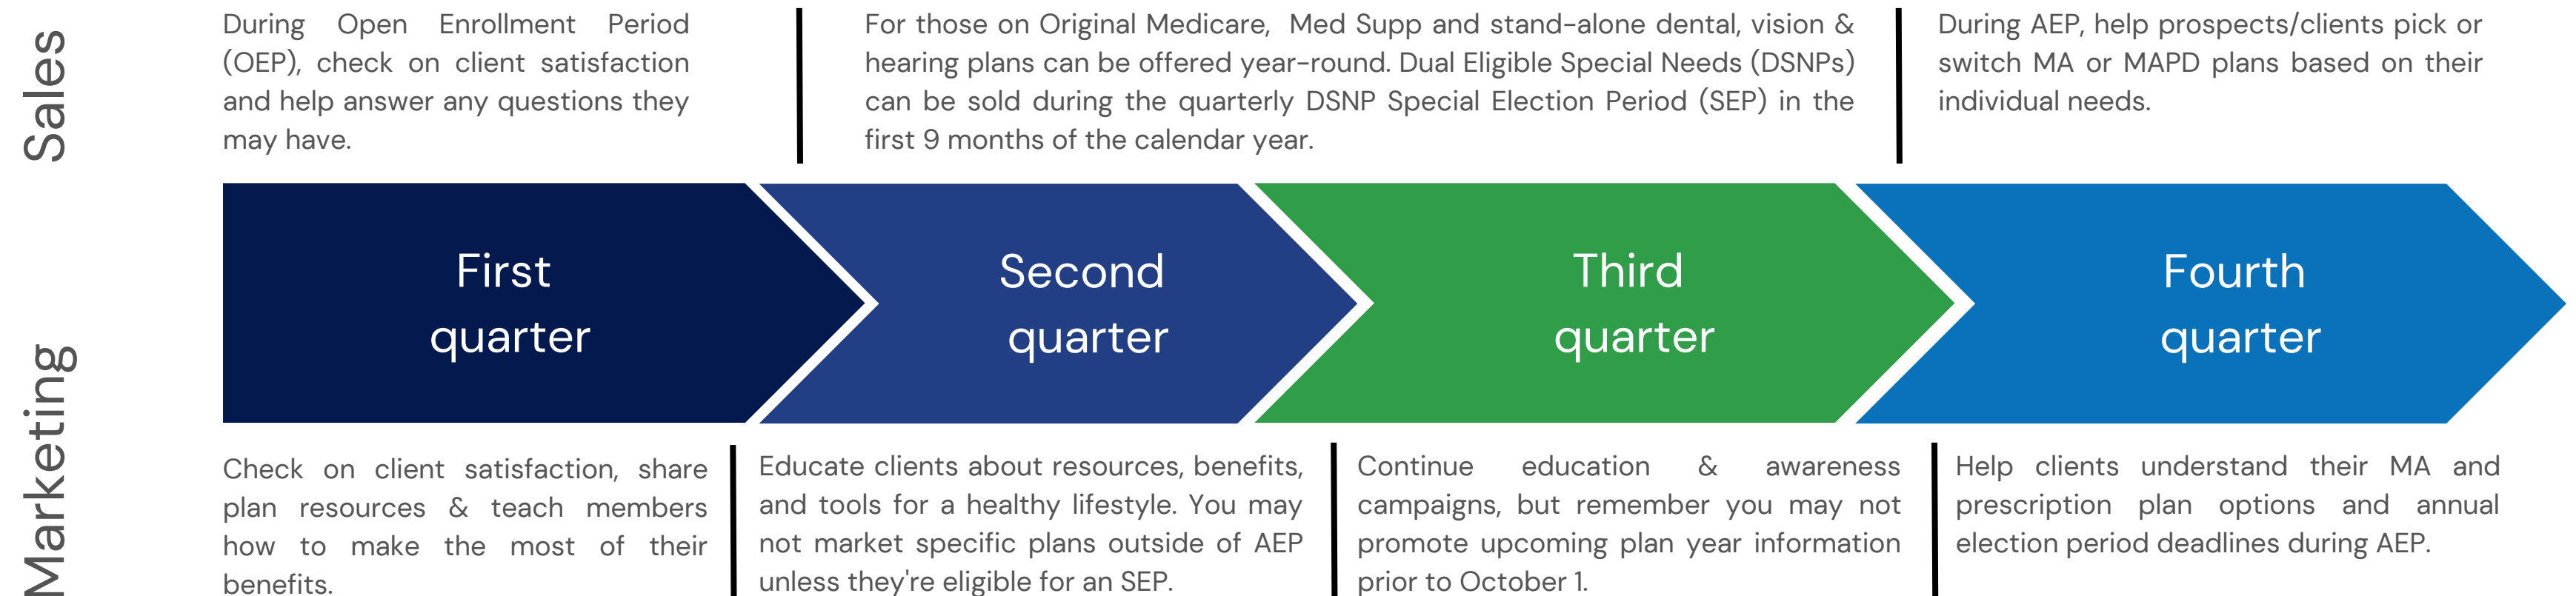 Sales
During Open Enrollment Period
(OEP), check on client satisfaction
and help answer any questions they
may have.
For those on Original Medicare, Med Supp and stand-alone dental, vision &
hearing plans can be offered year-round. Dual Eligible Special Needs (DSNPs)
can be sold during the quarterly DSNP Special Election Period (SEP) in the
first 9 months of the calendar year.
During AEP, help prospects/clients pick or
switch MA or MAPD plans based on their
individual needs.
First
quarter
Second
quarter
Third
quarter
Fourth
quarter
Marketing
Check on client satisfaction, share
plan resources & teach members
how to make the most of their
benefits.
Educate clients about resources, benefits,
and tools for a healthy lifestyle. You may
not market specific plans outside of AEP
unless they're eligible for an SEP.
Continue education & awareness
campaigns, but remember you may not
promote upcoming plan year information
prior to October 1.
Help clients understand their MA and
prescription plan options and annual
election period deadlines during AEP.